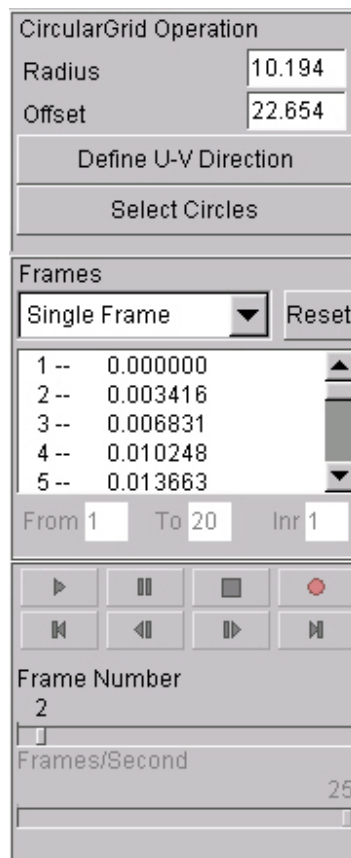 CircularGrid Operation
Radius 10.194
Offset 22.654
Define U-V Direction
Select Circles
Frames
Single Frame Reset
1 -- 0.000000
2 -- 0.003416
3 -- 0.006831
4 -- 0.010248
5 -- 0.013663
From 1 To 20 Inr 1
Frame Number
2
Frames/Second
25